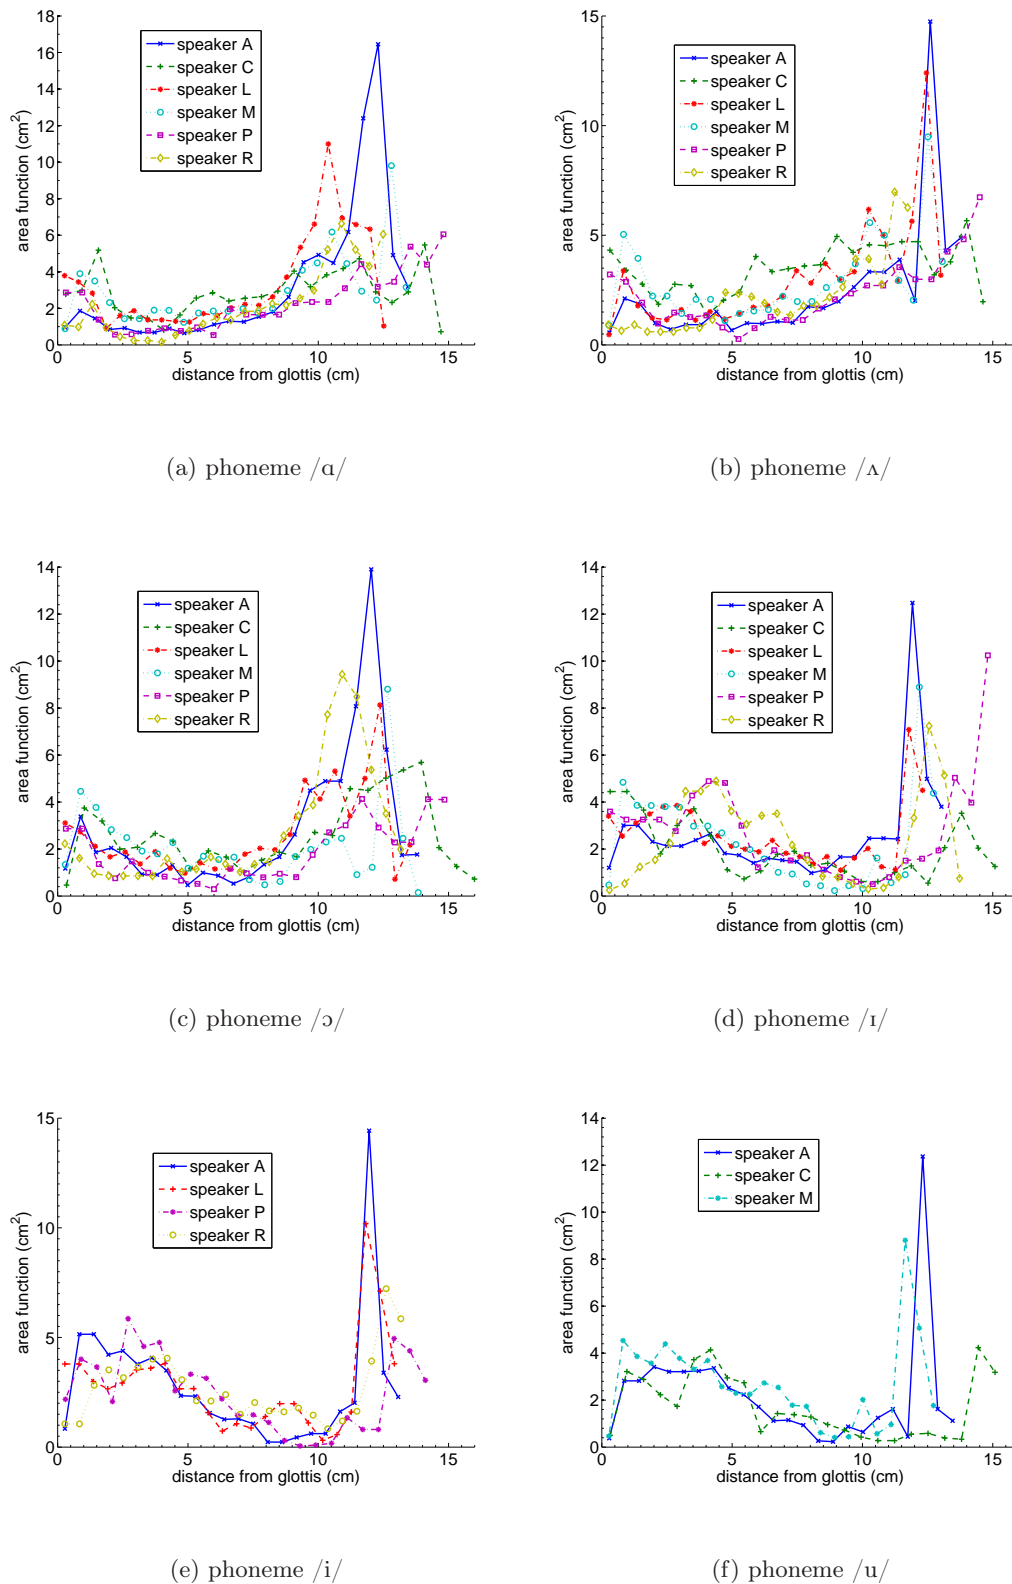 18
16
14
12
10
8
6
4
2
0
0 5 10 15
area function (cm²)
distance from glottis (cm)
speaker A
speaker C
speaker L
speaker M
speaker P
speaker R
(a) phoneme /ɑ/
15
10
5
0
0 5 10 15
area function (cm²)
distance from glottis (cm)
speaker A
speaker C
speaker L
speaker M
speaker P
speaker R
(b) phoneme /ʌ/
14
12
10
8
6
4
2
0
0 5 10 15
area function (cm²)
distance from glottis (cm)
speaker A
speaker C
speaker L
speaker M
speaker P
speaker R
(c) phoneme /ɔ/
14
12
10
8
6
4
2
0
0 5 10 15
area function (cm²)
distance from glottis (cm)
speaker A
speaker C
speaker L
speaker M
speaker P
speaker R
(d) phoneme /ɪ/
15
10
5
0
0 5 10 15
area function (cm²)
distance from glottis (cm)
speaker A
speaker L
speaker P
speaker R
(e) phoneme /i/
14
12
10
8
6
4
2
0
0 5 10 15
area function (cm²)
distance from glottis (cm)
speaker A
speaker C
speaker M
(f) phoneme /u/